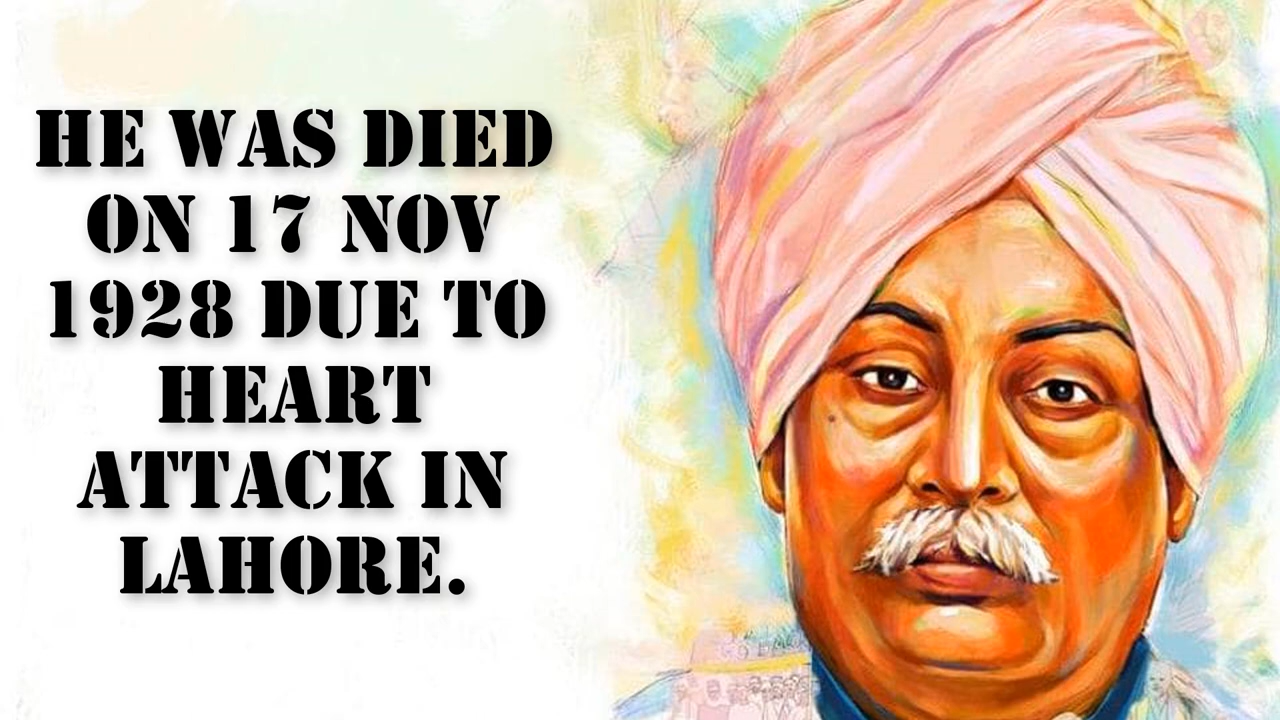 HE WAS DIED
ON 17 NOV
1928 DUE TO
HEART
ATTACK IN
LAHORE.